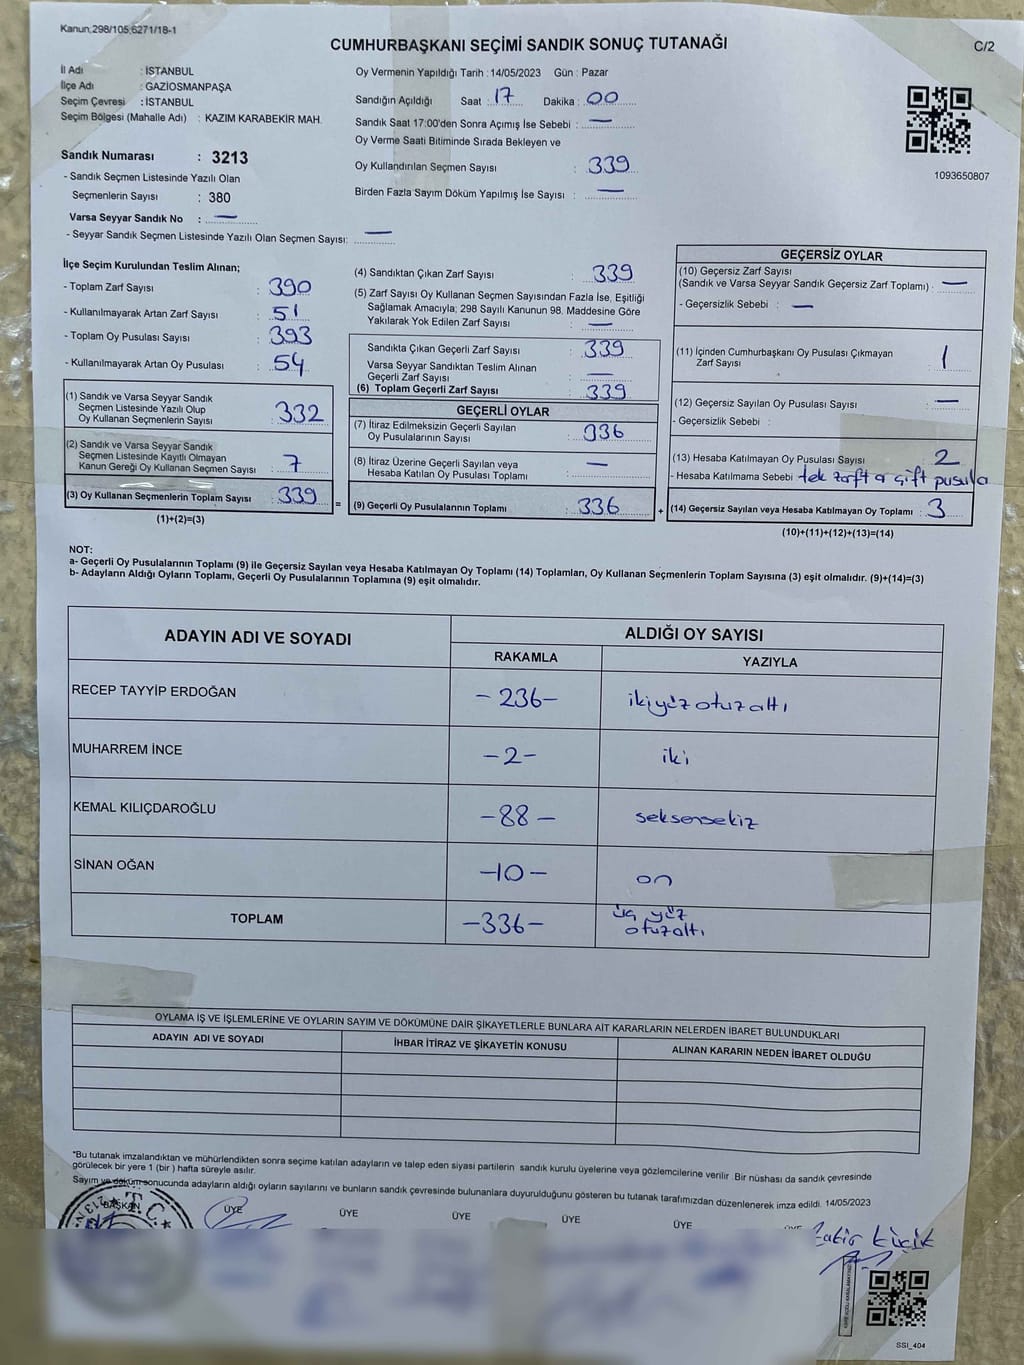 Kanun;298/105;6271/18-1
CUMHURBAŞKANI SEÇİMİ SANDIK SONUÇ TUTANAĞI
C/2
İl Adı : İSTANBUL
İlçe Adı : GAZİOSMANPAŞA
Seçim Çevresi : İSTANBUL
Seçim Bölgesi (Mahalle Adı) : KAZIM KARABEKİR MAH.
Sandık Numarası : 3213
- Sandık Seçmen Listesinde Yazılı Olan
Seçmenlerin Sayısı : 380
Varsa Seyyar Sandık No : —
- Seyyar Sandık Seçmen Listesinde Yazılı Olan Seçmen Sayısı: —
Oy Vermenin Yapıldığı Tarih : 14/05/2023 Gün : Pazar
Sandığın Açıldığı Saat : 17 Dakika : 00
Sandık Saat 17:00'den Sonra Açımış İse Sebebi : —
Oy Verme Saati Bitiminde Sırada Bekleyen ve
Oy Kullandırılan Seçmen Sayısı : 339
Birden Fazla Sayım Döküm Yapılmış İse Sayısı : —
1093650807
İlçe Seçim Kurulundan Teslim Alınan;
- Toplam Zarf Sayısı : 390
- Kullanılmayarak Artan Zarf Sayısı : 51
- Toplam Oy Pusulası Sayısı : 393
- Kullanılmayarak Artan Oy Pusulası : 54
(1) Sandık ve Varsa Seyyar Sandık
Seçmen Listesinde Yazılı Olup
Oy Kullanan Seçmenlerin Sayısı : 332
(2) Sandık ve Varsa Seyyar Sandık
Seçmen Listesinde Kayıtlı Olmayan
Kanun Gereği Oy Kullanan Seçmen Sayısı : 7
(3) Oy Kullanan Seçmenlerin Toplam Sayısı : 339
(1)+(2)=(3)
=
(4) Sandıktan Çıkan Zarf Sayısı : 339
(5) Zarf Sayısı Oy Kullanan Seçmen Sayısından Fazla İse, Eşitliği
Sağlamak Amacıyla; 298 Sayılı Kanunun 98. Maddesine Göre
Yakılarak Yok Edilen Zarf Sayısı : —
Sandıkta Çıkan Geçerli Zarf Sayısı : 339
Varsa Seyyar Sandıktan Teslim Alınan
Geçerli Zarf Sayısı : —
(6) Toplam Geçerli Zarf Sayısı : 339
GEÇERLİ OYLAR
(7) İtiraz Edilmeksizin Geçerli Sayılan
Oy Pusulalarının Sayısı : 336
(8) İtiraz Üzerine Geçerli Sayılan veya
Hesaba Katılan Oy Pusulası Toplamı : —
(9) Geçerli Oy Pusulalarının Toplamı : 336
+
GEÇERSİZ OYLAR
(10) Geçersiz Zarf Sayısı
(Sandık ve Varsa Seyyar Sandık Geçersiz Zarf Toplamı) : —
- Geçersizlik Sebebi : —
(11) İçinden Cumhurbaşkanı Oy Pusulası Çıkmayan
Zarf Sayısı : 1
(12) Geçersiz Sayılan Oy Pusulası Sayısı : —
- Geçersizlik Sebebi :
(13) Hesaba Katılmayan Oy Pusulası Sayısı : 2
- Hesaba Katılmama Sebebi : tek zarfta çift pusula
(14) Geçersiz Sayılan veya Hesaba Katılmayan Oy Toplamı : 3
(10)+(11)+(12)+(13)=(14)
NOT:
a- Geçerli Oy Pusulalarının Toplamı (9) ile Geçersiz Sayılan veya Hesaba Katılmayan Oy Toplamı (14) Toplamları, Oy Kullanan Seçmenlerin Toplam Sayısına (3) eşit olmalıdır. (9)+(14)=(3)
b- Adayların Aldığı Oyların Toplamı, Geçerli Oy Pusulalarının Toplamına (9) eşit olmalıdır.
ADAYIN ADI VE SOYADI
ALDIĞI OY SAYISI
RAKAMLA YAZIYLA
RECEP TAYYİP ERDOĞAN -236- ikiyüzotuzaltı
MUHARREM İNCE -2- iki
KEMAL KILIÇDAROĞLU -88- seksensekiz
SİNAN OĞAN -10- on
TOPLAM -336- üç yüz
otuzaltı
OYLAMA İŞ VE İŞLEMLERİNE VE OYLARIN SAYIM VE DÖKÜMÜNE DAİR ŞİKAYETLERLE BUNLARA AİT KARARLARIN NELERDEN İBARET BULUNDUKLARI
ADAYIN ADI VE SOYADI İHBAR İTİRAZ VE ŞİKAYETİN KONUSU ALINAN KARARIN NEDEN İBARET OLDUĞU
*Bu tutanak imzalandıktan ve mühürlendikten sonra seçime katılan adayların ve talep eden siyasi partilerin sandık kurulu üyelerine veya gözlemcilerine verilir Bir nüshası da sandık çevresinde
görülecek bir yere 1 (bir ) hafta süreyle asılır.
Sayım ve döküm sonucunda adayların aldığı oyların sayılarını ve bunların sandık çevresinde bulunanlara duyurulduğunu gösteren bu tutanak tarafımızdan düzenlenerek imza edildi. 14/05/2023
BAŞKAN ÜYE ÜYE ÜYE ÜYE ÜYE
T.C.
SSI_404